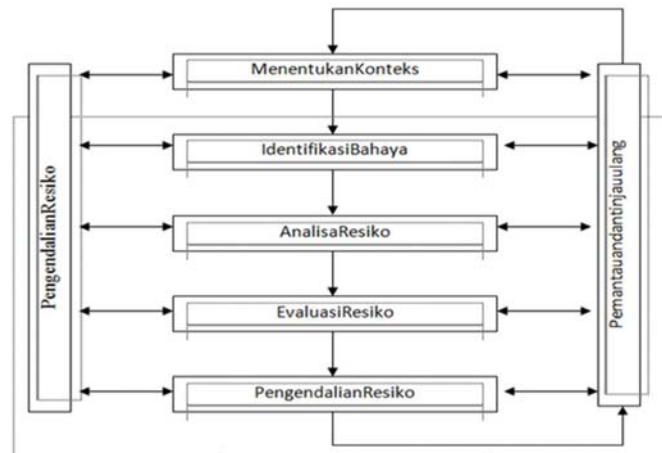 MenentukanKonteks
IdentifikasiBahaya
AnalisaResiko
EvaluasiResiko
PengendalianResiko
PengendalianResiko
Pemantauandantinjauulang